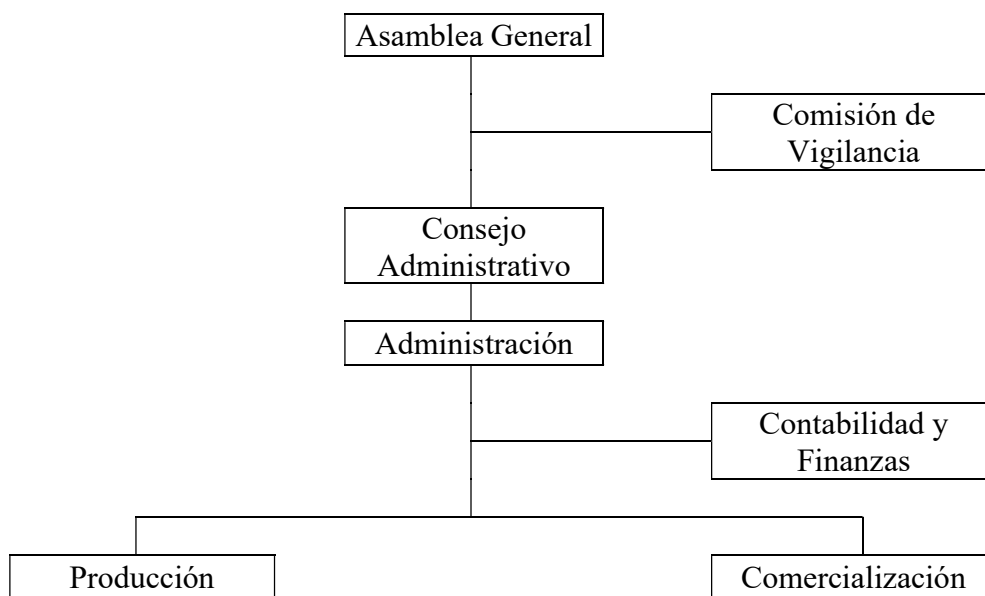 Asamblea General
Comisión de
Vigilancia
Consejo
Administrativo
Administración
Contabilidad y
Finanzas
Producción
Comercialización